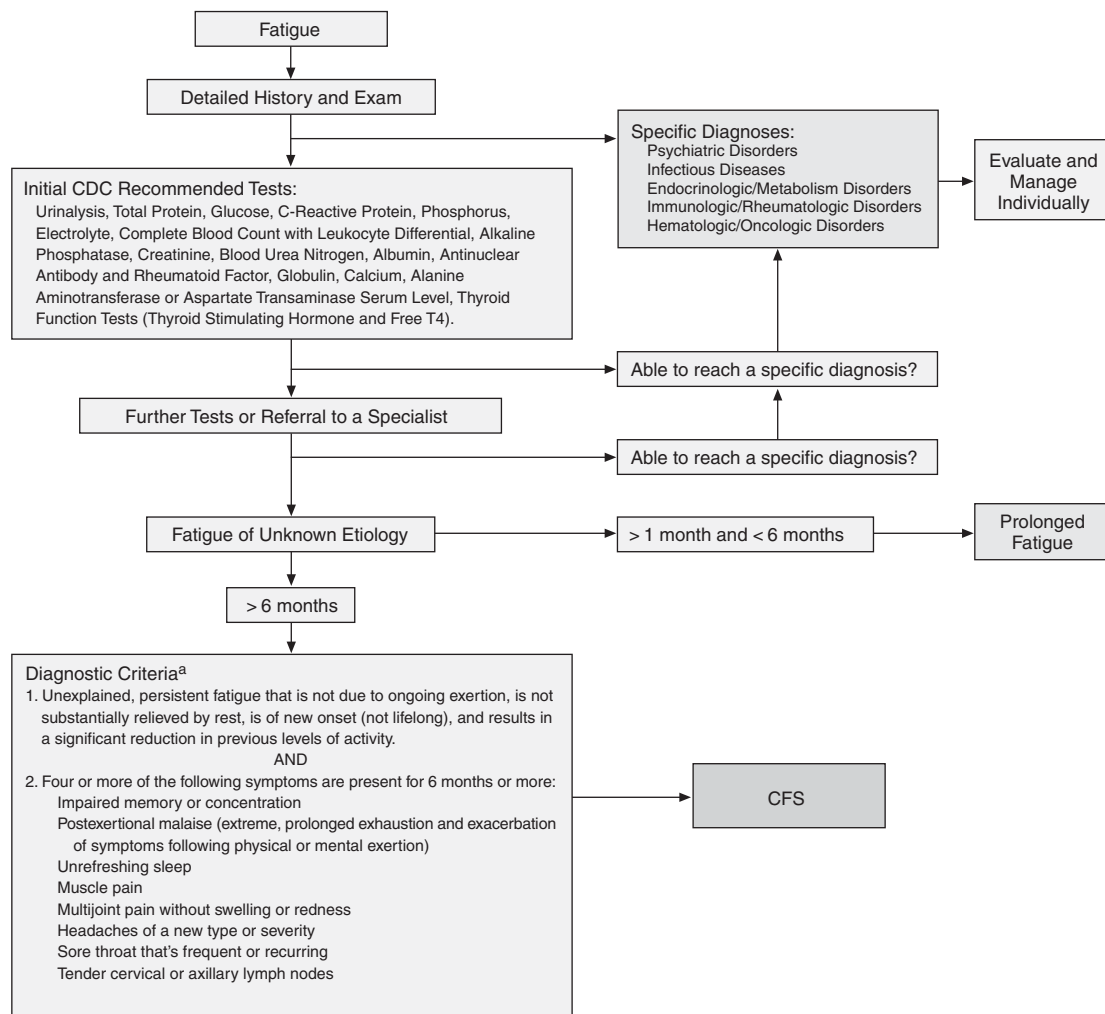 Fatigue
Detailed History and Exam
Specific Diagnoses:
Psychiatric Disorders
Infectious Diseases
Endocrinologic/Metabolism Disorders
Immunologic/Rheumatologic Disorders
Hematologic/Oncologic Disorders
Evaluate and
Manage
Individually
Initial CDC Recommended Tests:
Urinalysis, Total Protein, Glucose, C-Reactive Protein, Phosphorus,
Electrolyte, Complete Blood Count with Leukocyte Differential, Alkaline
Phosphatase, Creatinine, Blood Urea Nitrogen, Albumin, Antinuclear
Antibody and Rheumatoid Factor, Globulin, Calcium, Alanine
Aminotransferase or Aspartate Transaminase Serum Level, Thyroid
Function Tests (Thyroid Stimulating Hormone and Free T4).
Able to reach a specific diagnosis?
Further Tests or Referral to a Specialist
Able to reach a specific diagnosis?
Fatigue of Unknown Etiology
> 1 month and < 6 months
Prolonged
Fatigue
> 6 months
Diagnostic Criteriaᵃ
1. Unexplained, persistent fatigue that is not due to ongoing exertion, is not
substantially relieved by rest, is of new onset (not lifelong), and results in
a significant reduction in previous levels of activity.
AND
2. Four or more of the following symptoms are present for 6 months or more:
Impaired memory or concentration
Postexertional malaise (extreme, prolonged exhaustion and exacerbation
of symptoms following physical or mental exertion)
Unrefreshing sleep
Muscle pain
Multijoint pain without swelling or redness
Headaches of a new type or severity
Sore throat that's frequent or recurring
Tender cervical or axillary lymph nodes
CFS